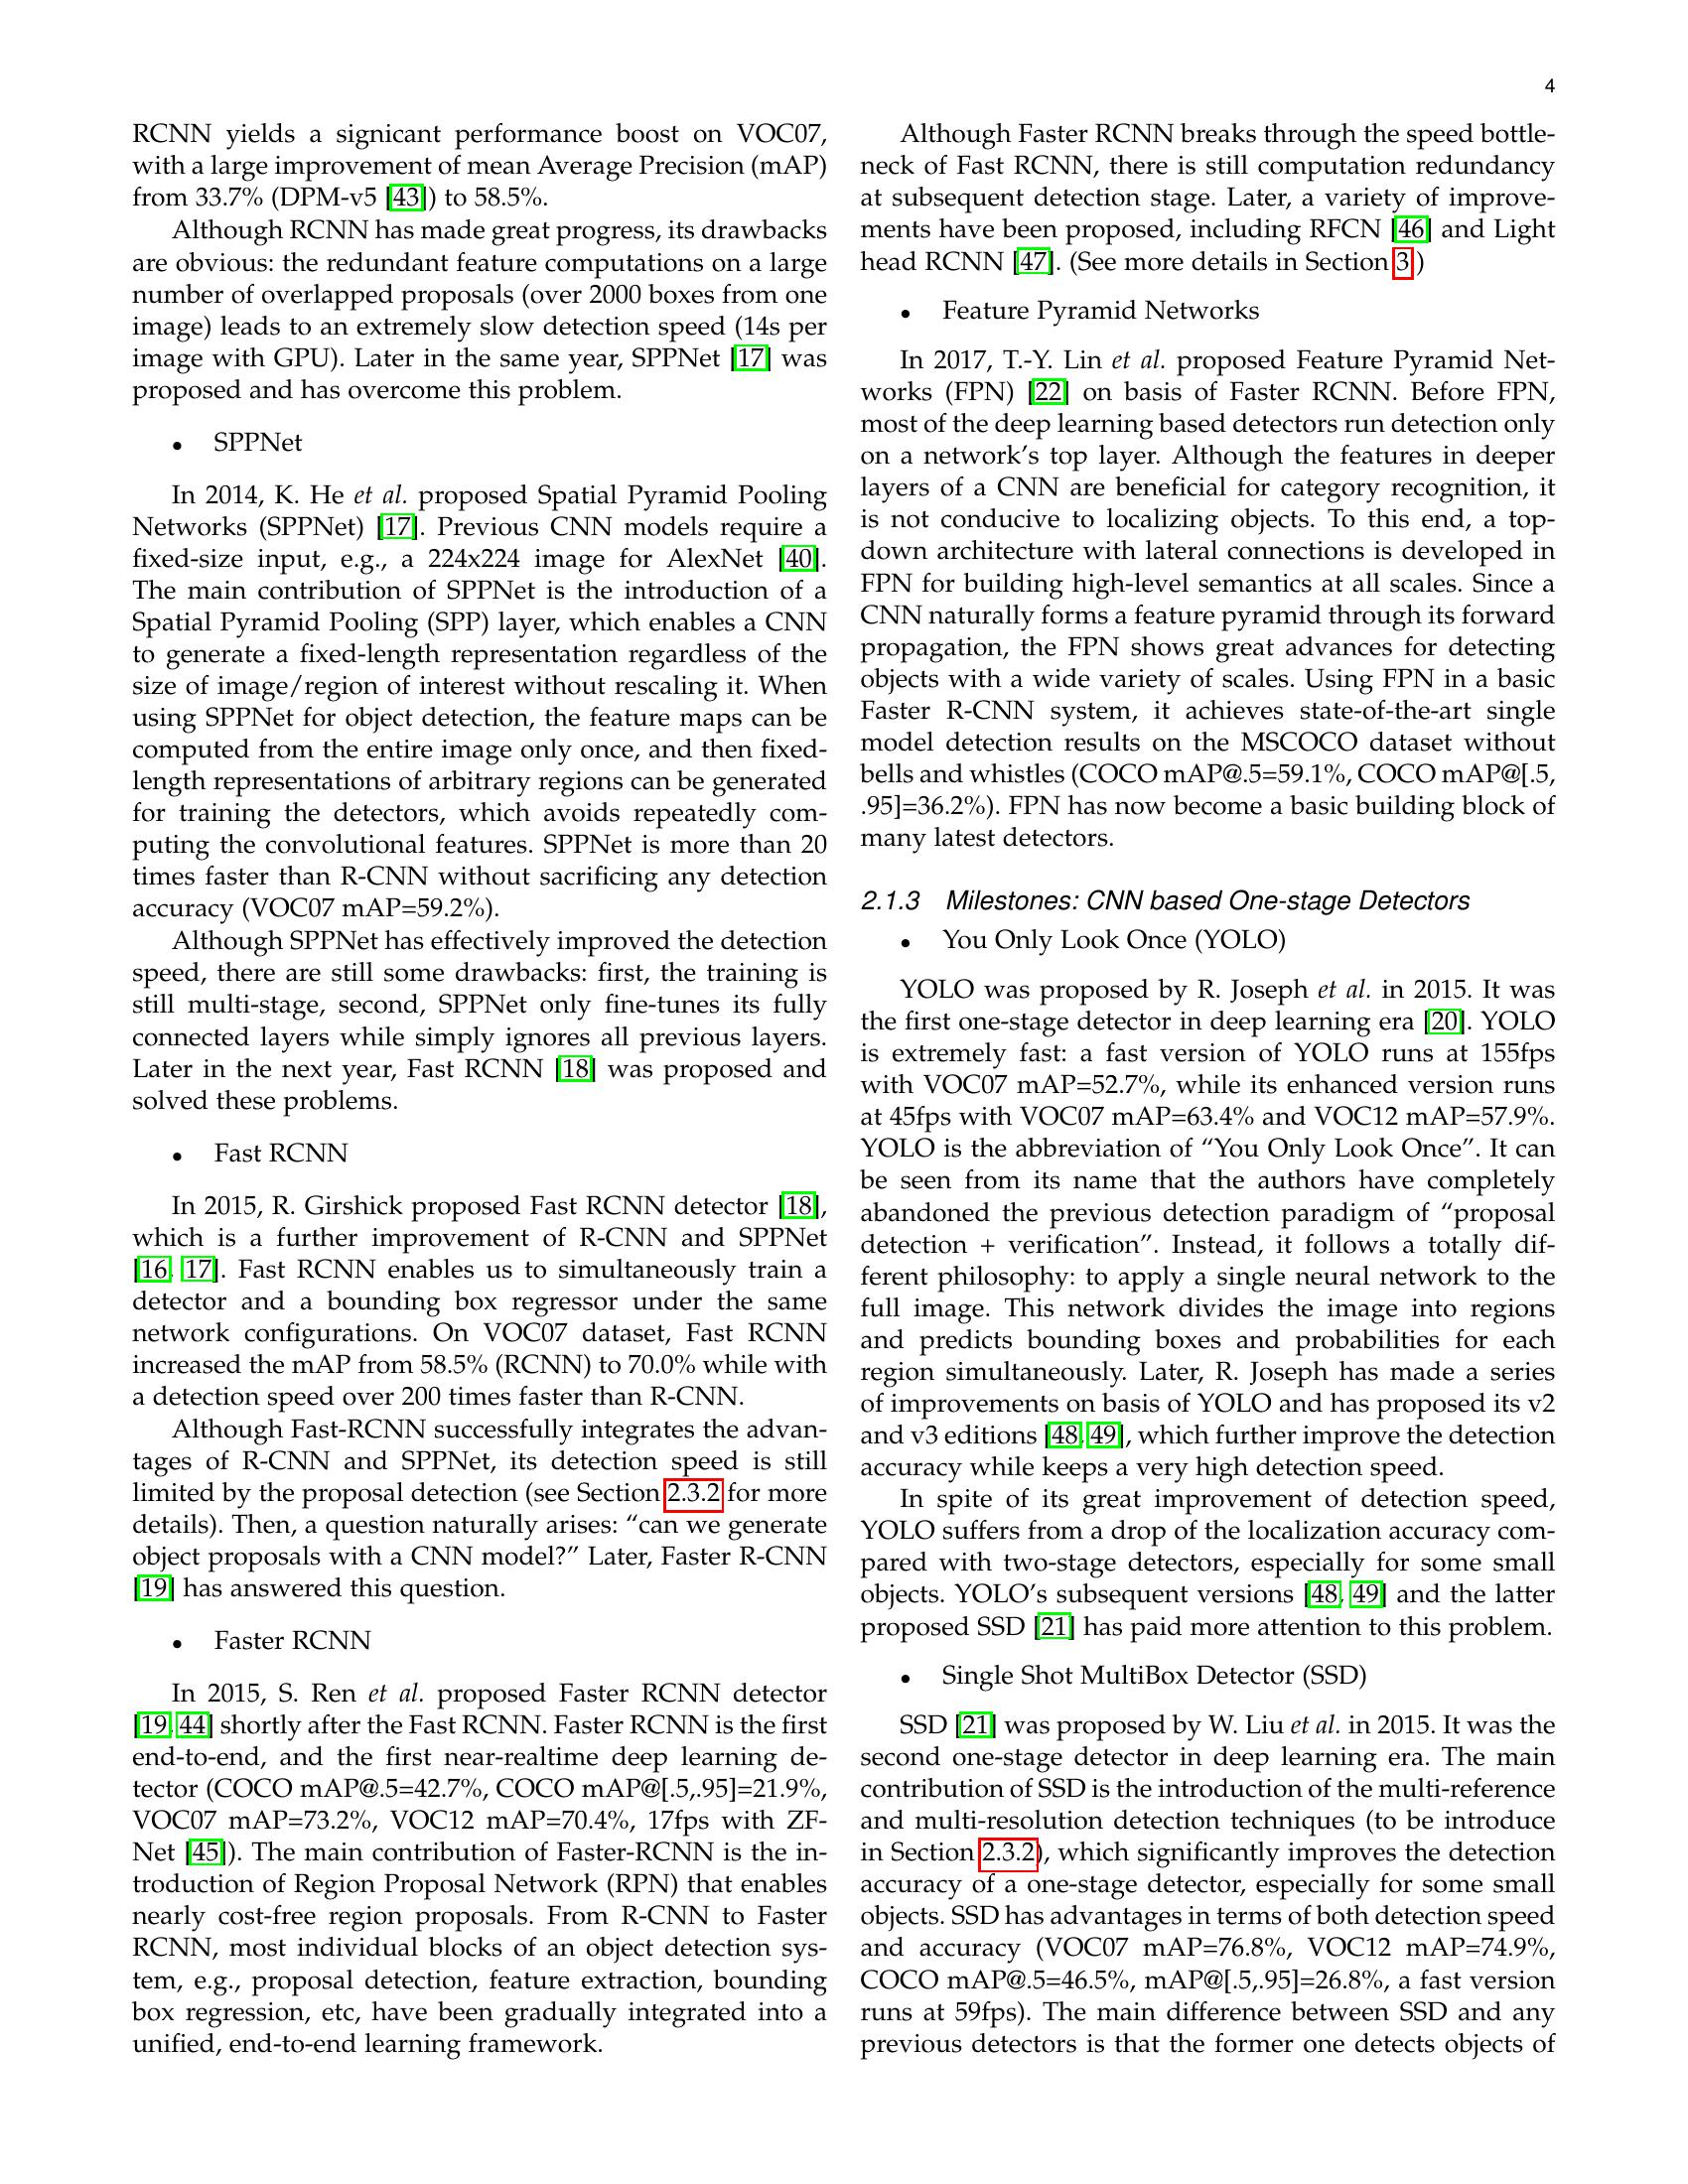 4
RCNN yields a signicant performance boost on VOC07,
with a large improvement of mean Average Precision (mAP)
from 33.7% (DPM-v5 [43]) to 58.5%.
Although RCNN has made great progress, its drawbacks
are obvious: the redundant feature computations on a large
number of overlapped proposals (over 2000 boxes from one
image) leads to an extremely slow detection speed (14s per
image with GPU). Later in the same year, SPPNet [17] was
proposed and has overcome this problem.
• SPPNet
In 2014, K. He et al. proposed Spatial Pyramid Pooling
Networks (SPPNet) [17]. Previous CNN models require a
fixed-size input, e.g., a 224x224 image for AlexNet [40].
The main contribution of SPPNet is the introduction of a
Spatial Pyramid Pooling (SPP) layer, which enables a CNN
to generate a fixed-length representation regardless of the
size of image/region of interest without rescaling it. When
using SPPNet for object detection, the feature maps can be
computed from the entire image only once, and then fixed-
length representations of arbitrary regions can be generated
for training the detectors, which avoids repeatedly com-
puting the convolutional features. SPPNet is more than 20
times faster than R-CNN without sacrificing any detection
accuracy (VOC07 mAP=59.2%).
Although SPPNet has effectively improved the detection
speed, there are still some drawbacks: first, the training is
still multi-stage, second, SPPNet only fine-tunes its fully
connected layers while simply ignores all previous layers.
Later in the next year, Fast RCNN [18] was proposed and
solved these problems.
• Fast RCNN
In 2015, R. Girshick proposed Fast RCNN detector [18],
which is a further improvement of R-CNN and SPPNet
[16, 17]. Fast RCNN enables us to simultaneously train a
detector and a bounding box regressor under the same
network configurations. On VOC07 dataset, Fast RCNN
increased the mAP from 58.5% (RCNN) to 70.0% while with
a detection speed over 200 times faster than R-CNN.
Although Fast-RCNN successfully integrates the advan-
tages of R-CNN and SPPNet, its detection speed is still
limited by the proposal detection (see Section 2.3.2 for more
details). Then, a question naturally arises: “can we generate
object proposals with a CNN model?” Later, Faster R-CNN
[19] has answered this question.
• Faster RCNN
In 2015, S. Ren et al. proposed Faster RCNN detector
[19, 44] shortly after the Fast RCNN. Faster RCNN is the first
end-to-end, and the first near-realtime deep learning de-
tector (COCO mAP@.5=42.7%, COCO mAP@[.5,.95]=21.9%,
VOC07 mAP=73.2%, VOC12 mAP=70.4%, 17fps with ZF-
Net [45]). The main contribution of Faster-RCNN is the in-
troduction of Region Proposal Network (RPN) that enables
nearly cost-free region proposals. From R-CNN to Faster
RCNN, most individual blocks of an object detection sys-
tem, e.g., proposal detection, feature extraction, bounding
box regression, etc, have been gradually integrated into a
unified, end-to-end learning framework.
Although Faster RCNN breaks through the speed bottle-
neck of Fast RCNN, there is still computation redundancy
at subsequent detection stage. Later, a variety of improve-
ments have been proposed, including RFCN [46] and Light
head RCNN [47]. (See more details in Section 3.)
• Feature Pyramid Networks
In 2017, T.-Y. Lin et al. proposed Feature Pyramid Net-
works (FPN) [22] on basis of Faster RCNN. Before FPN,
most of the deep learning based detectors run detection only
on a network’s top layer. Although the features in deeper
layers of a CNN are beneficial for category recognition, it
is not conducive to localizing objects. To this end, a top-
down architecture with lateral connections is developed in
FPN for building high-level semantics at all scales. Since a
CNN naturally forms a feature pyramid through its forward
propagation, the FPN shows great advances for detecting
objects with a wide variety of scales. Using FPN in a basic
Faster R-CNN system, it achieves state-of-the-art single
model detection results on the MSCOCO dataset without
bells and whistles (COCO mAP@.5=59.1%, COCO mAP@[.5,
.95]=36.2%). FPN has now become a basic building block of
many latest detectors.
2.1.3 Milestones: CNN based One-stage Detectors
• You Only Look Once (YOLO)
YOLO was proposed by R. Joseph et al. in 2015. It was
the first one-stage detector in deep learning era [20]. YOLO
is extremely fast: a fast version of YOLO runs at 155fps
with VOC07 mAP=52.7%, while its enhanced version runs
at 45fps with VOC07 mAP=63.4% and VOC12 mAP=57.9%.
YOLO is the abbreviation of “You Only Look Once”. It can
be seen from its name that the authors have completely
abandoned the previous detection paradigm of “proposal
detection + verification”. Instead, it follows a totally dif-
ferent philosophy: to apply a single neural network to the
full image. This network divides the image into regions
and predicts bounding boxes and probabilities for each
region simultaneously. Later, R. Joseph has made a series
of improvements on basis of YOLO and has proposed its v2
and v3 editions [48, 49], which further improve the detection
accuracy while keeps a very high detection speed.
In spite of its great improvement of detection speed,
YOLO suffers from a drop of the localization accuracy com-
pared with two-stage detectors, especially for some small
objects. YOLO’s subsequent versions [48, 49] and the latter
proposed SSD [21] has paid more attention to this problem.
• Single Shot MultiBox Detector (SSD)
SSD [21] was proposed by W. Liu et al. in 2015. It was the
second one-stage detector in deep learning era. The main
contribution of SSD is the introduction of the multi-reference
and multi-resolution detection techniques (to be introduce
in Section 2.3.2), which significantly improves the detection
accuracy of a one-stage detector, especially for some small
objects. SSD has advantages in terms of both detection speed
and accuracy (VOC07 mAP=76.8%, VOC12 mAP=74.9%,
COCO mAP@.5=46.5%, mAP@[.5,.95]=26.8%, a fast version
runs at 59fps). The main difference between SSD and any
previous detectors is that the former one detects objects of